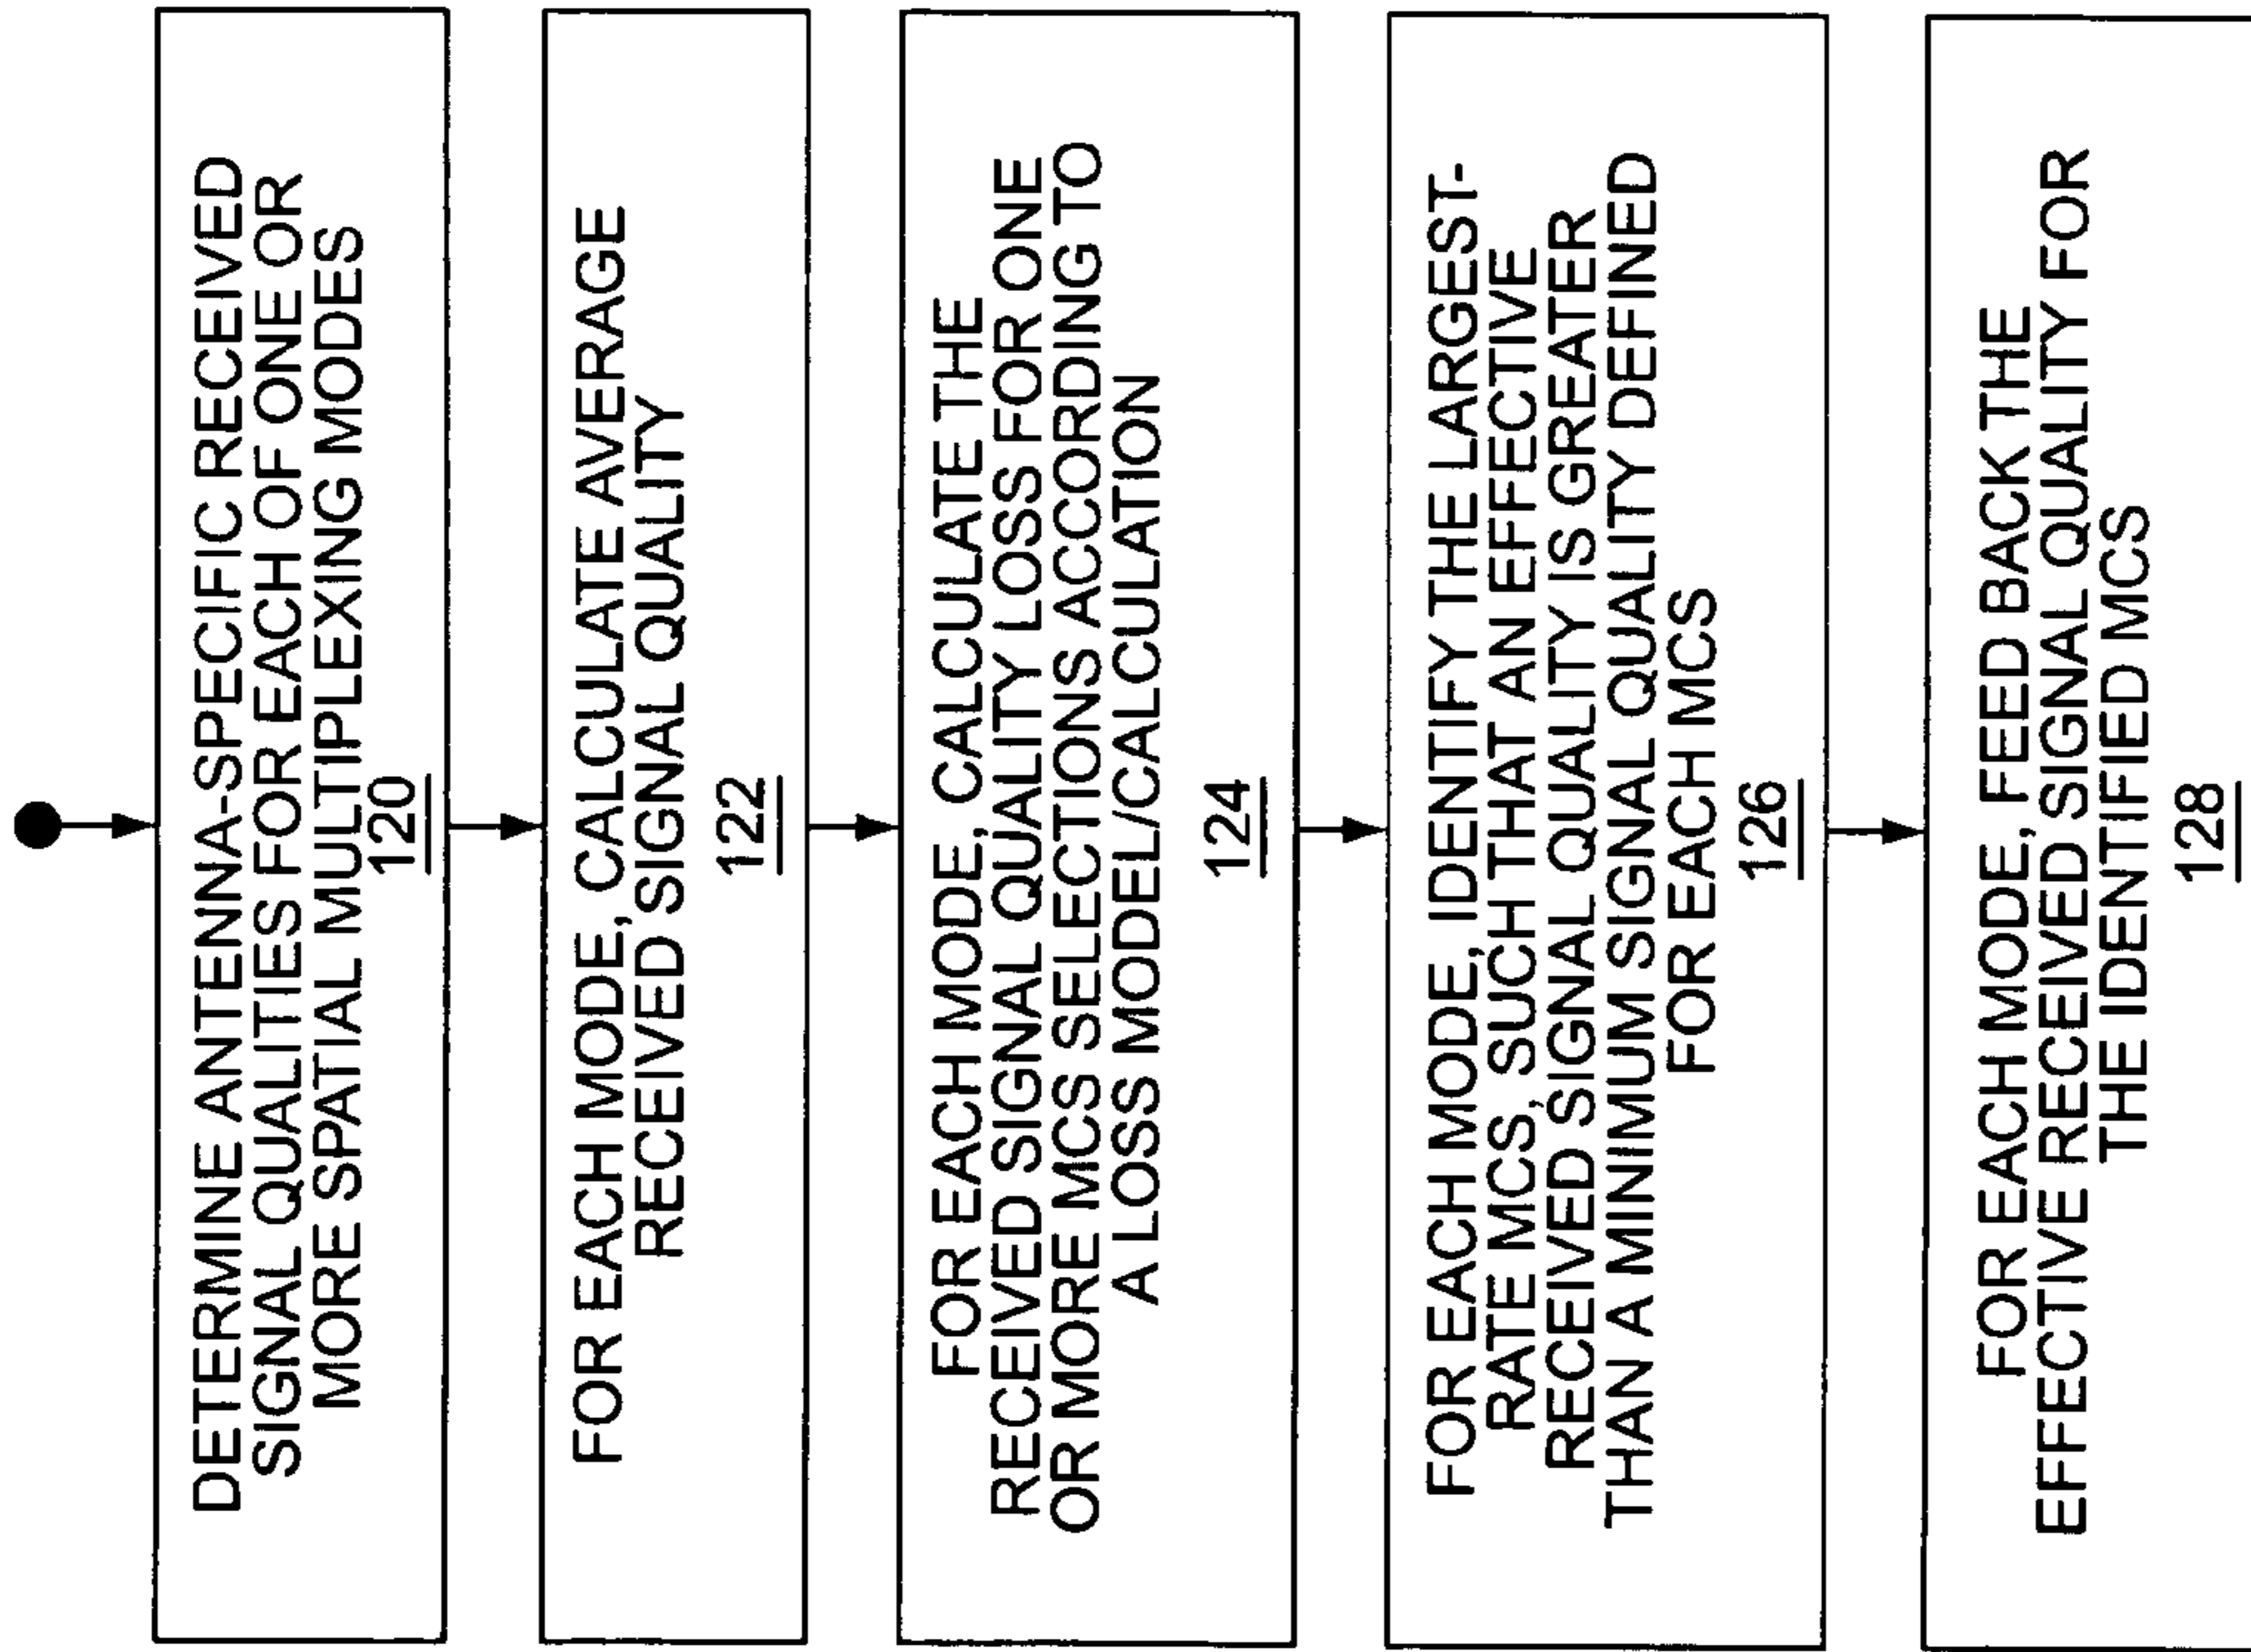 DETERMINE ANTENNA-SPECIFIC RECEIVED
SIGNAL QUALITIES FOR EACH OF ONE OR
MORE SPATIAL MULTIPLEXING MODES
120
FOR EACH MODE, CALCULATE AVERAGE
RECEIVED SIGNAL QUALITY
122
FOR EACH MODE, CALCULATE THE
RECEIVED SIGNAL QUALITY LOSS FOR ONE
OR MORE MCS SELECTIONS ACCORDING TO
A LOSS MODEL/CALCULATION
124
FOR EACH MODE, IDENTIFY THE LARGEST-
RATE MCS, SUCH THAT AN EFFECTIVE
RECEIVED SIGNAL QUALITY IS GREATER
THAN A MINIMUM SIGNAL QUALITY DEFINED
FOR EACH MCS
126
FOR EACH MODE, FEED BACK THE
EFFECTIVE RECEIVED SIGNAL QUALITY FOR
THE IDENTIFIED MCS
128